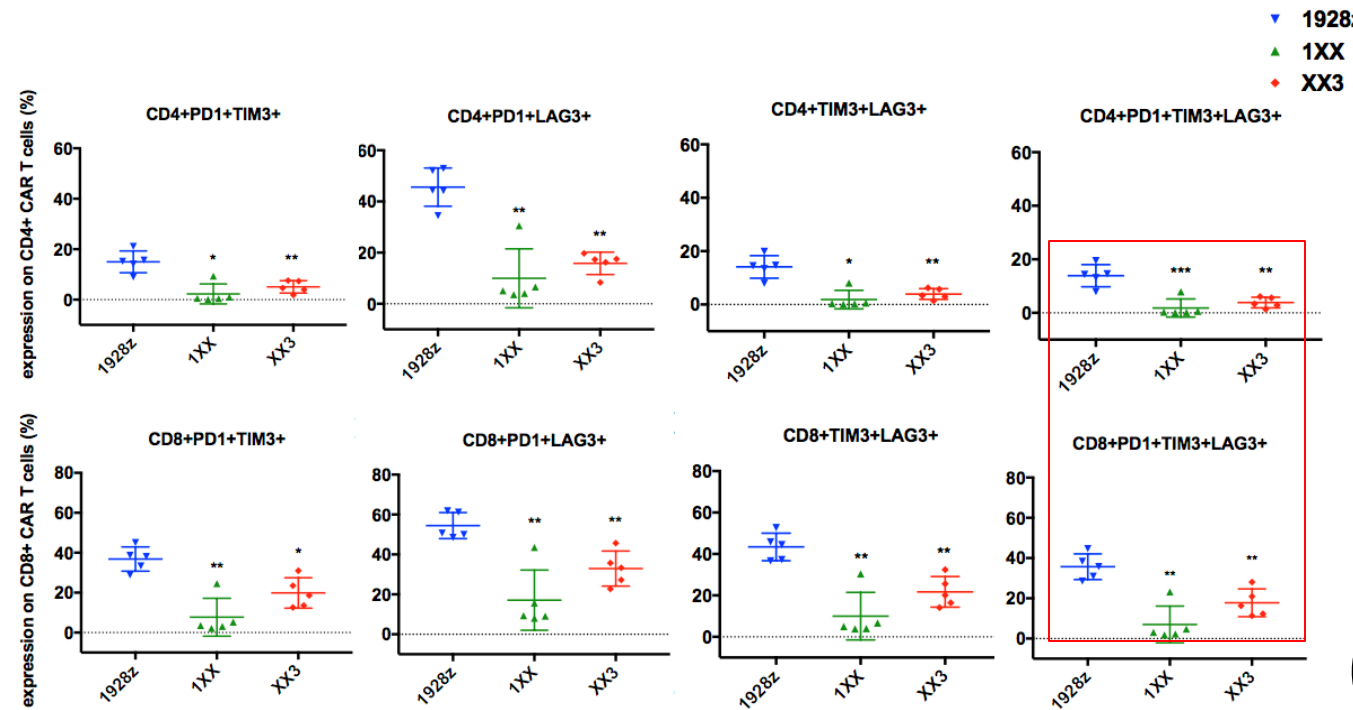 1928z
1XX
XX3
expression on CD4+ CAR T cells (%)
CD4+PD1+TIM3+
60
40
20
0
*
**
1928z
1XX
XX3
CD4+PD1+LAG3+
60
40
20
0
**
**
1928z
1XX
XX3
CD4+TIM3+LAG3+
60
40
20
0
*
**
1928z
1XX
XX3
CD4+PD1+TIM3+LAG3+
60
40
20
0
***
**
1928z
1XX
XX3
expression on CD8+ CAR T cells (%)
CD8+PD1+TIM3+
80
60
40
20
0
**
*
1928z
1XX
XX3
CD8+PD1+LAG3+
80
60
40
20
0
**
**
1928z
1XX
XX3
CD8+TIM3+LAG3+
80
60
40
20
0
**
**
1928z
1XX
XX3
CD8+PD1+TIM3+LAG3+
80
60
40
20
0
**
**
1928z
1XX
XX3